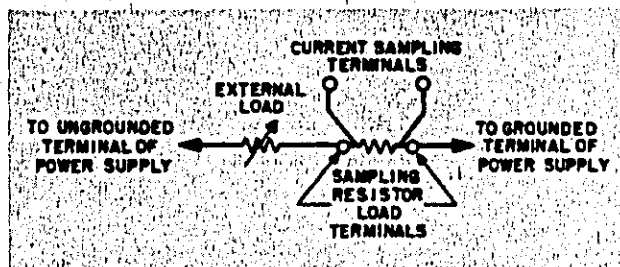 CURRENT SAMPLING
TERMINALS
EXTERNAL
LOAD
TO UNGROUNDED
TERMINAL OF
POWER SUPPLY
TO GROUNDED
TERMINAL OF
POWER SUPPLY
SAMPLING
RESISTOR
LOAD
TERMINALS